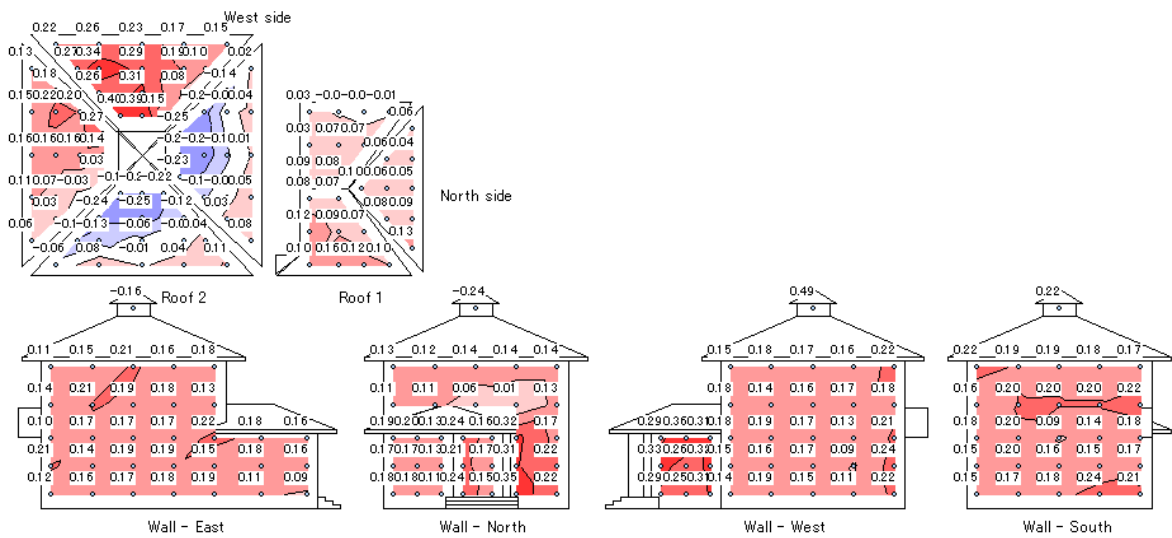 West side
0.22 0.26 0.23 0.17 0.15
0.13 0.27 0.34 0.29 0.19 0.10 0.02
0.18 0.26 0.31 0.08 -0.14
0.15 0.22 0.20 0.40 0.39 0.15 -0.2 -0.0 0.04
0.27 -0.25
0.16 0.16 0.16 0.14 -0.2 -0.2 -0.1 0.01
0.03 -0.23
0.11 0.07 -0.03 -0.1 -0.2 -0.22 -0.1 -0.0 0.05
0.03 -0.24 -0.25 -0.12 0.03
0.06 -0.1 -0.13 -0.06 -0.0 0.04 0.08
-0.06 0.08 -0.01 0.04 0.11
Roof 2
0.03 -0.0 -0.0 -0.01
0.06
0.03 0.07 0.07
0.06 0.04
0.09 0.08
0.10 0.06 0.05
0.08 0.07
0.08 0.09
0.12 -0.09 0.07
0.13
0.10 0.16 0.12 0.10
North side
Roof 1
-0.16
0.11 0.15 0.21 0.16 0.18
0.14 0.21 0.19 0.18 0.13
0.10 0.17 0.19 0.17 0.22 0.18 0.16
0.21 0.14 0.19 0.19 0.15 0.18 0.16
0.12 0.16 0.17 0.18 0.19 0.11 0.09
Wall - East
-0.24
0.13 0.12 0.14 0.14 0.14
0.11 0.11 0.06 0.01 0.13
0.19 0.20 0.13 0.24 0.16 0.32 0.17
0.17 0.17 0.13 0.21 0.17 0.31 0.22
0.18 0.11 0.13 0.24 0.15 0.35 0.22
Wall - North
0.49
0.15 0.18 0.17 0.16 0.22
0.18 0.14 0.16 0.17 0.18
0.29 0.36 0.31 0.18 0.19 0.17 0.13 0.21
0.33 0.26 0.33 0.15 0.16 0.17 0.09 0.24
0.29 0.25 0.31 0.14 0.19 0.15 0.11 0.22
Wall - West
0.22
0.22 0.19 0.19 0.18 0.17
0.16 0.20 0.20 0.20 0.22
0.20 0.20 0.09 0.14 0.18
0.15 0.16 0.15 0.16 0.17
0.15 0.18 0.18 0.24 0.21
Wall - South